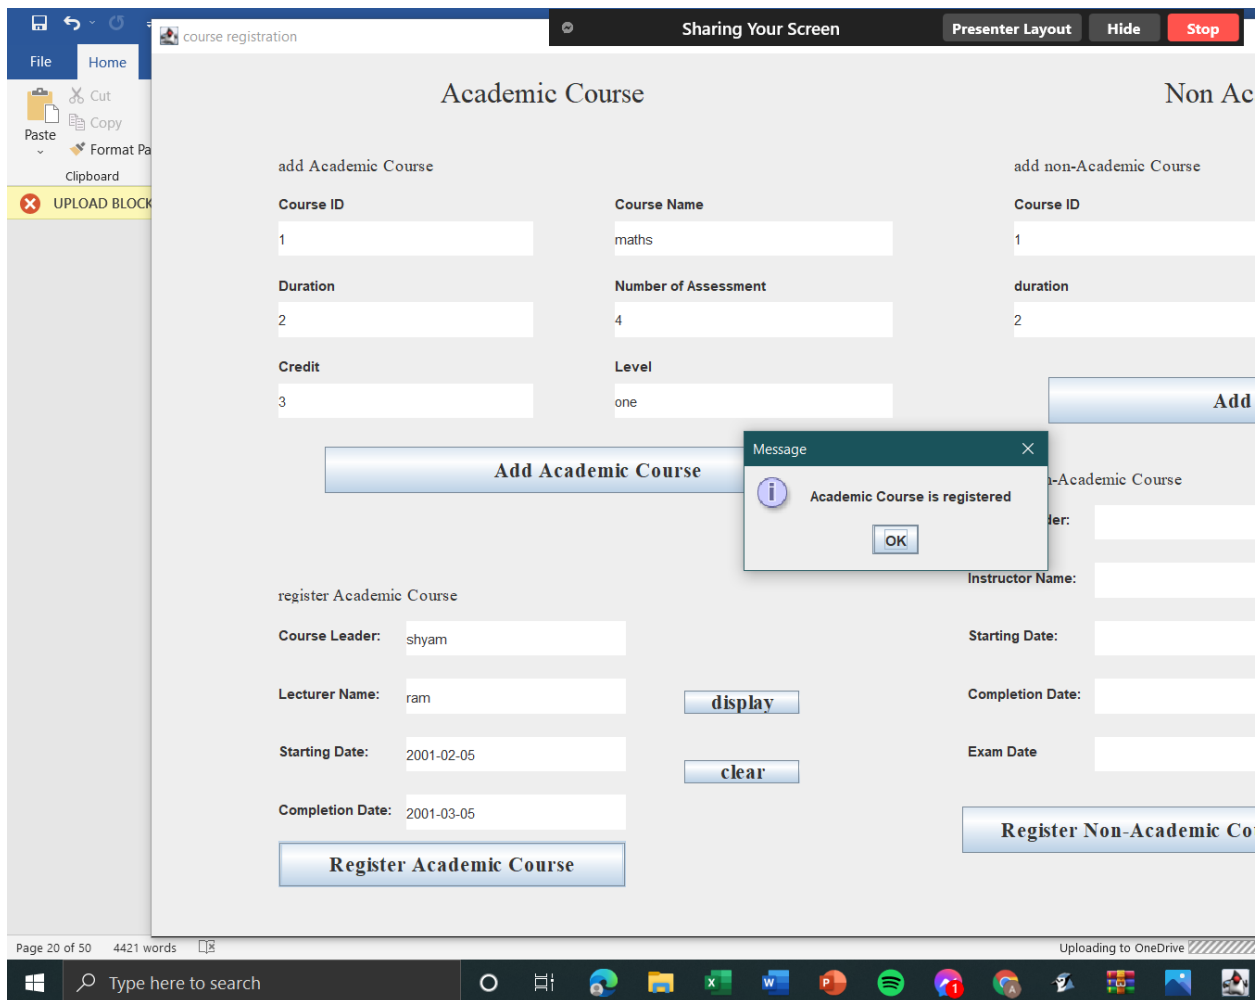 course registration
Sharing Your Screen
Presenter Layout
Hide
Stop
File
Home
Cut
Copy
Paste
Format Pa
Clipboard
UPLOAD BLOCK
Academic Course
Non Ac
add Academic Course
add non-Academic Course
Course ID
Course Name
Course ID
1
maths
1
Duration
Number of Assessment
duration
2
4
2
Credit
Level
3
one
Add
Add Academic Course
Message
Academic Course is registered
OK
n-Academic Course
der:
Instructor Name:
register Academic Course
Course Leader:
shyam
Starting Date:
Lecturer Name:
ram
display
Completion Date:
Starting Date:
2001-02-05
clear
Exam Date
Completion Date:
2001-03-05
Register Academic Course
Register Non-Academic Co
Page 20 of 50
4421 words
Uploading to OneDrive
Type here to search
1